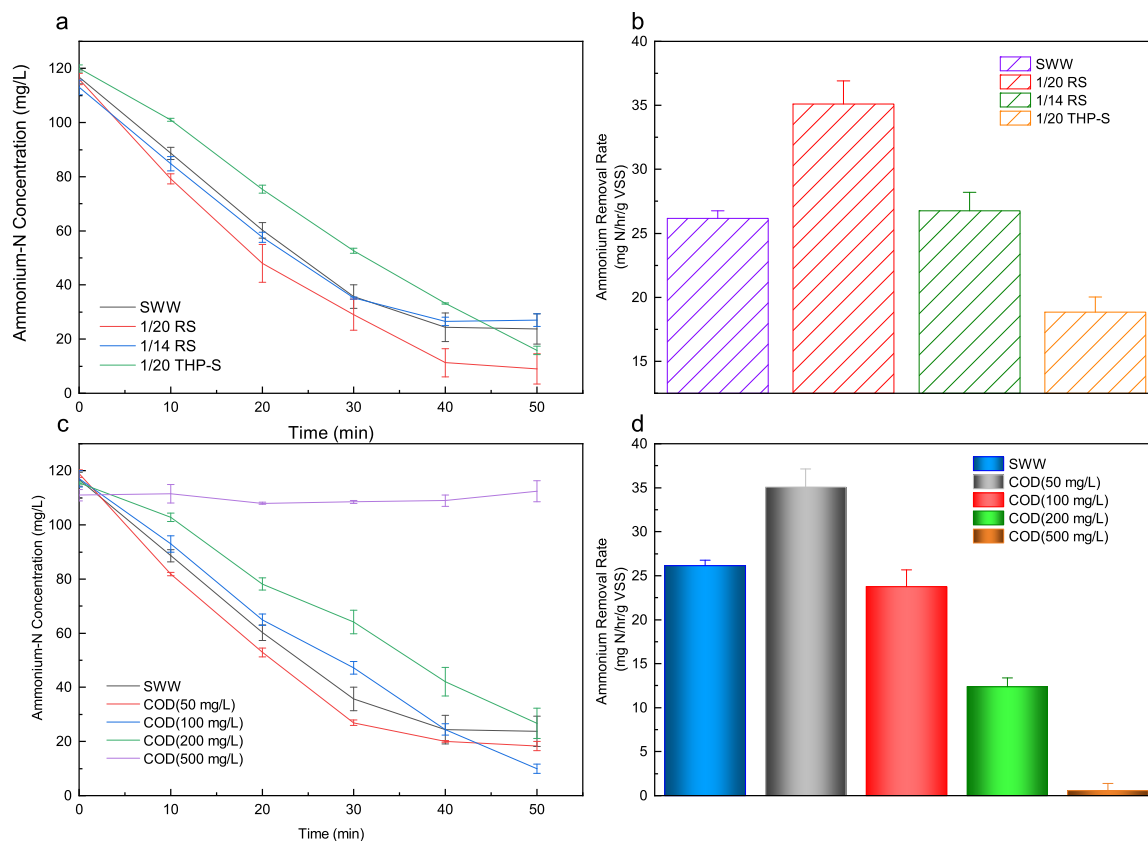 a
Ammonium-N Concentration (mg/L)
120
100
80
60
40
20
0
SWW
1/20 RS
1/14 RS
1/20 THP-S
0
10
20
30
40
50
Time (min)
b
Ammonium Removal Rate
(mg N/hr/g VSS)
40
35
30
25
20
15
SWW
1/20 RS
1/14 RS
1/20 THP-S
c
Ammonium-N Concentration (mg/L)
120
100
80
60
40
20
0
SWW
COD(50 mg/L)
COD(100 mg/L)
COD(200 mg/L)
COD(500 mg/L)
0
10
20
30
40
50
Time (min)
d
Ammonium Removal Rate
(mg N/hr/g VSS)
40
35
30
25
20
15
10
5
0
SWW
COD(50 mg/L)
COD(100 mg/L)
COD(200 mg/L)
COD(500 mg/L)